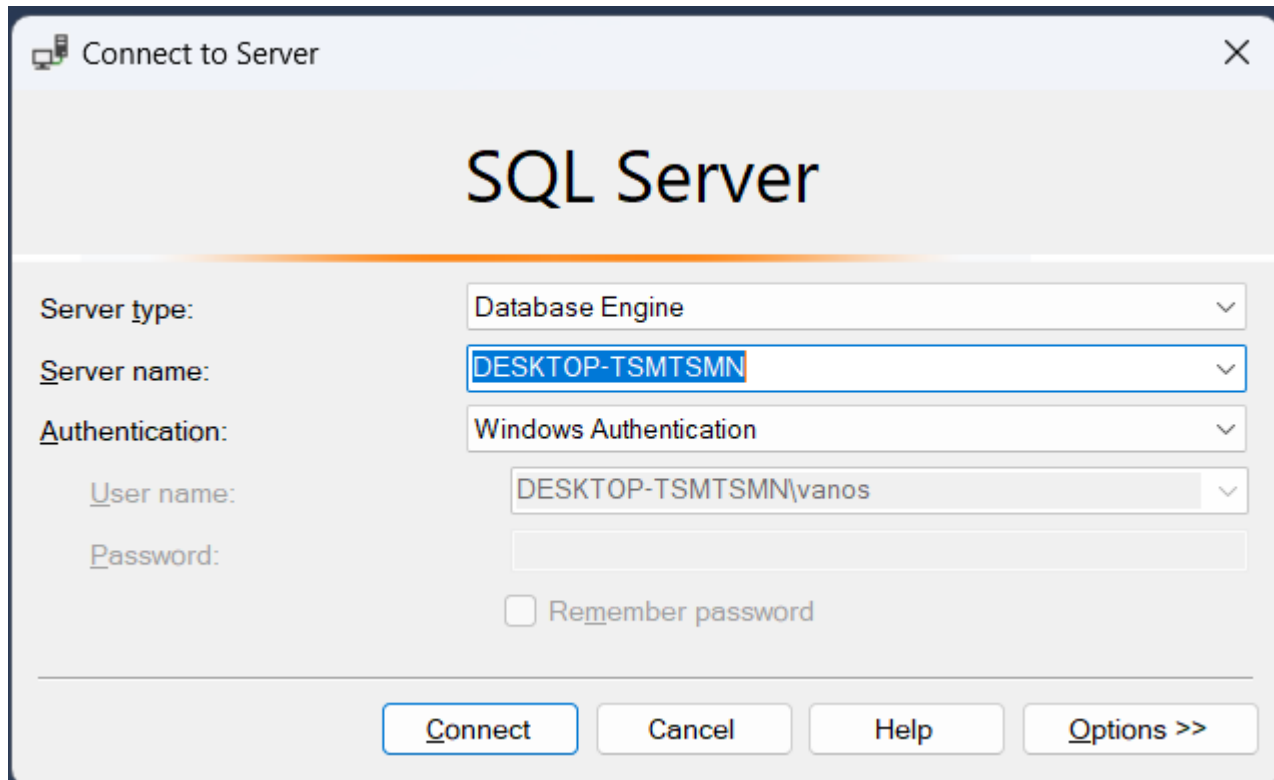 Connect to Server
SQL Server
Server type: Database Engine
Server name: DESKTOP-TSMTSMN
Authentication: Windows Authentication
User name: DESKTOP-TSMTSMN\vanos
Password:
Remember password
Connect Cancel Help Options >>